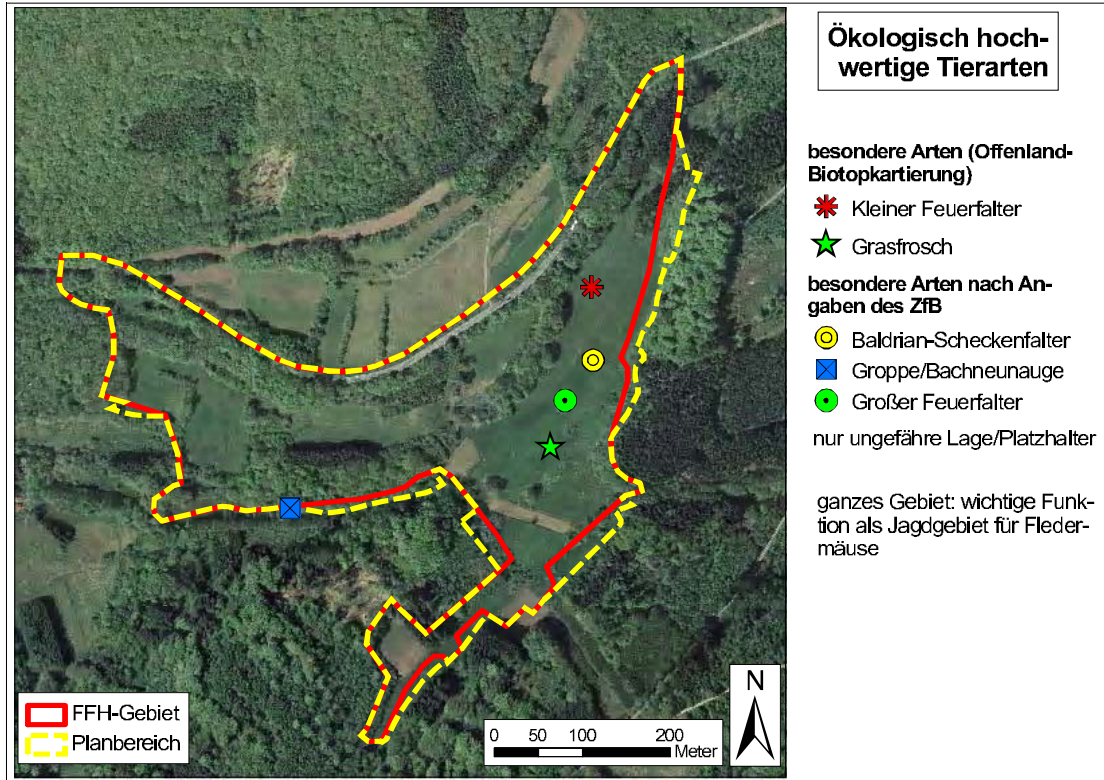 Ökologisch hoch-
wertige Tierarten
besondere Arten (Offenland-
Biotopkartierung)
Kleiner Feuerfalter
Grasfrosch
besondere Arten nach An-
gaben des ZfB
Baldrian-Scheckenfalter
Groppe/Bachneunauge
Großer Feuerfalter
nur ungefähre Lage/Platzhalter
ganzes Gebiet: wichtige Funk-
tion als Jagdgebiet für Fleder-
mäuse
FFH-Gebiet
Planbereich
0 50 100 200
Meter
N